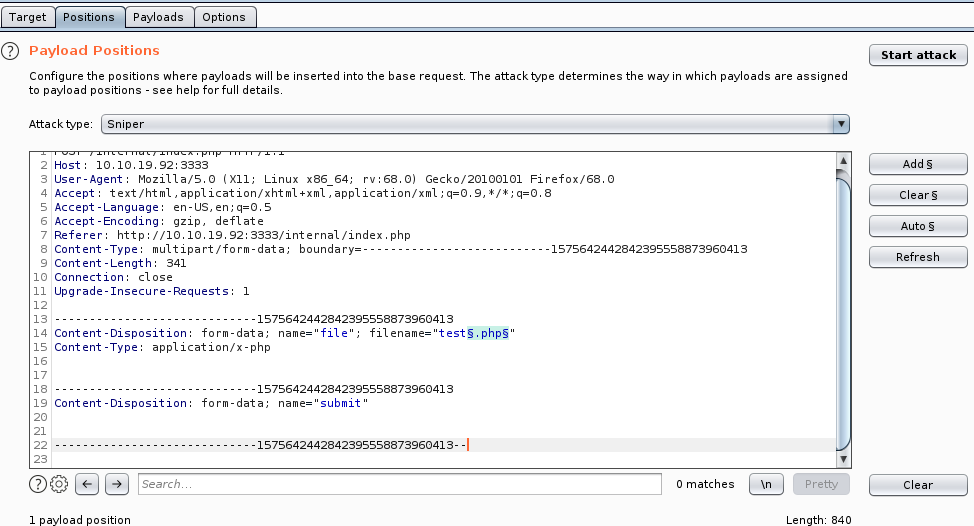 Target Positions Payloads Options
? Payload Positions
Start attack
Configure the positions where payloads will be inserted into the base request. The attack type determines the way in which payloads are assigned
to payload positions - see help for full details.
Attack type: Sniper
1 POST /internal/index.php HTTP/1.1
2 Host: 10.10.19.92:3333
3 User-Agent: Mozilla/5.0 (X11; Linux x86_64; rv:68.0) Gecko/20100101 Firefox/68.0
4 Accept: text/html,application/xhtml+xml,application/xml;q=0.9,*/*;q=0.8
5 Accept-Language: en-US,en;q=0.5
6 Accept-Encoding: gzip, deflate
7 Referer: http://10.10.19.92:3333/internal/index.php
8 Content-Type: multipart/form-data; boundary=---------------------------1575642442842395558873960413
9 Content-Length: 341
10 Connection: close
11 Upgrade-Insecure-Requests: 1
12
13 -----------------------------1575642442842395558873960413
14 Content-Disposition: form-data; name="file"; filename="test§.php§"
15 Content-Type: application/x-php
16
17
18 -----------------------------1575642442842395558873960413
19 Content-Disposition: form-data; name="submit"
20
21
22 -----------------------------1575642442842395558873960413--
23
Add §
Clear §
Auto §
Refresh
? Search... 0 matches \n Pretty Clear
1 payload position Length: 840